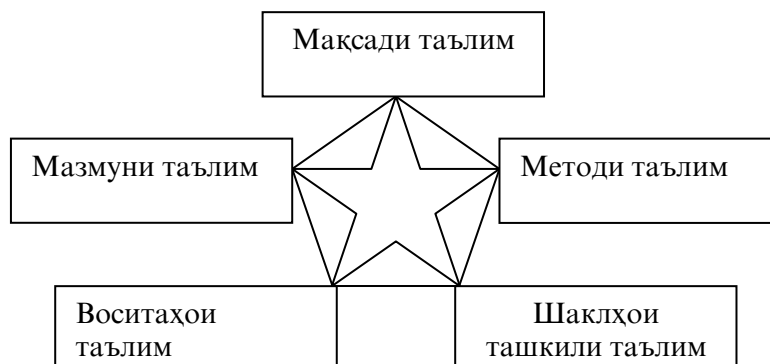 Мақсади таълим
Мазмуни таълим
Методи таълим
Воситаҳои
таълим
Шаклҳои
ташкили таълим